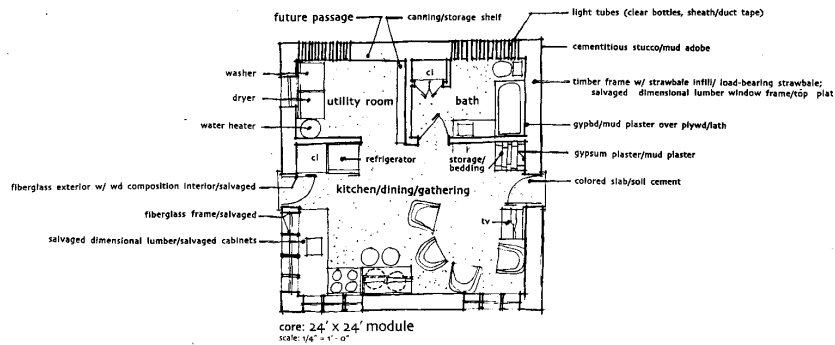 future passage
canning/storage shelf
light tubes (clear bottles, sheath/duct tape)
cementitious stucco/mud adobe
washer
cl
timber frame w/ strawbale infill/ load-bearing strawbale;
salvaged dimensional lumber window frame/top plat
dryer
utility room
bath
water heater
gypbd/mud plaster over plywd/lath
cl
refrigerator
storage/
bedding
gypsum plaster/mud plaster
fiberglass exterior w/ wd composition interior/salvaged
kitchen/dining/gathering
colored slab/soil cement
fiberglass frame/salvaged
tv
salvaged dimensional lumber/salvaged cabinets
core: 24' x 24' module
scale: 1/4" = 1' - 0"